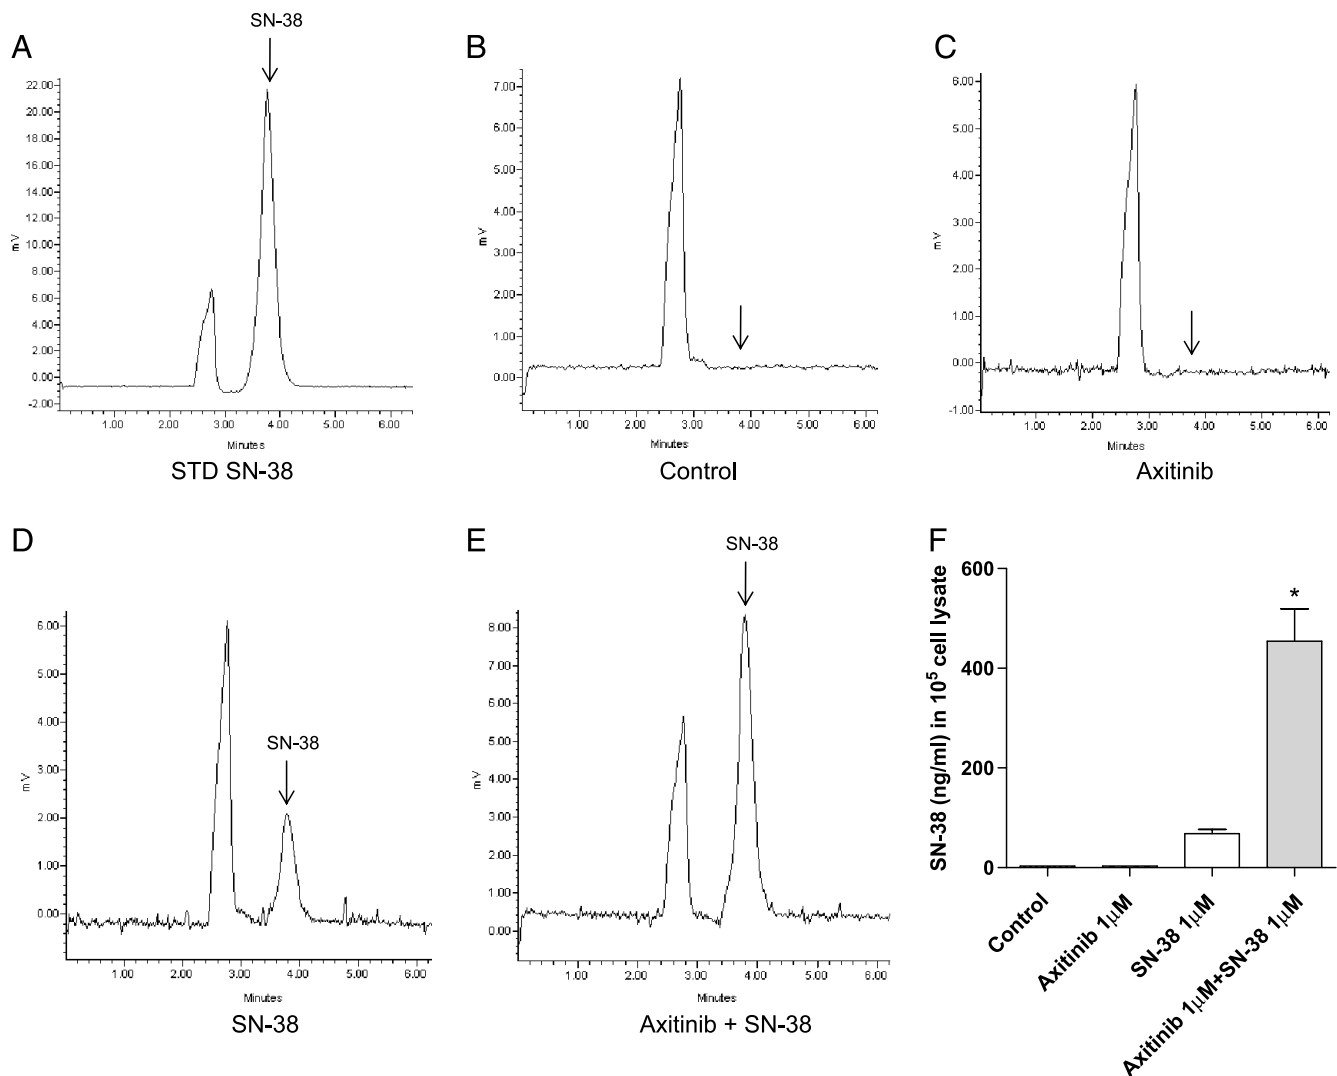 A
SN-38
22.00
20.00
18.00
16.00
14.00
12.00
10.00
8.00
6.00
4.00
2.00
0.00
-2.00
mV
1.00 2.00 3.00 4.00 5.00 6.00
Minutes
STD SN-38
B
7.00
6.00
5.00
4.00
3.00
2.00
1.00
0.00
mV
1.00 2.00 3.00 4.00 5.00 6.00
Minutes
Control
C
6.00
5.00
4.00
3.00
2.00
1.00
0.00
-1.00
mV
1.00 2.00 3.00 4.00 5.00 6.00
Minutes
Axitinib
D
SN-38
6.00
5.00
4.00
3.00
2.00
1.00
0.00
mV
1.00 2.00 3.00 4.00 5.00 6.00
Minutes
SN-38
E
SN-38
8.00
7.00
6.00
5.00
4.00
3.00
2.00
1.00
0.00
mV
1.00 2.00 3.00 4.00 5.00 6.00
Minutes
Axitinib + SN-38
F
SN-38 (ng/ml) in 10⁵ cell lysate
600
400
200
0
*
Control
Axitinib 1μM
SN-38 1μM
Axitinib 1μM+SN-38 1μM